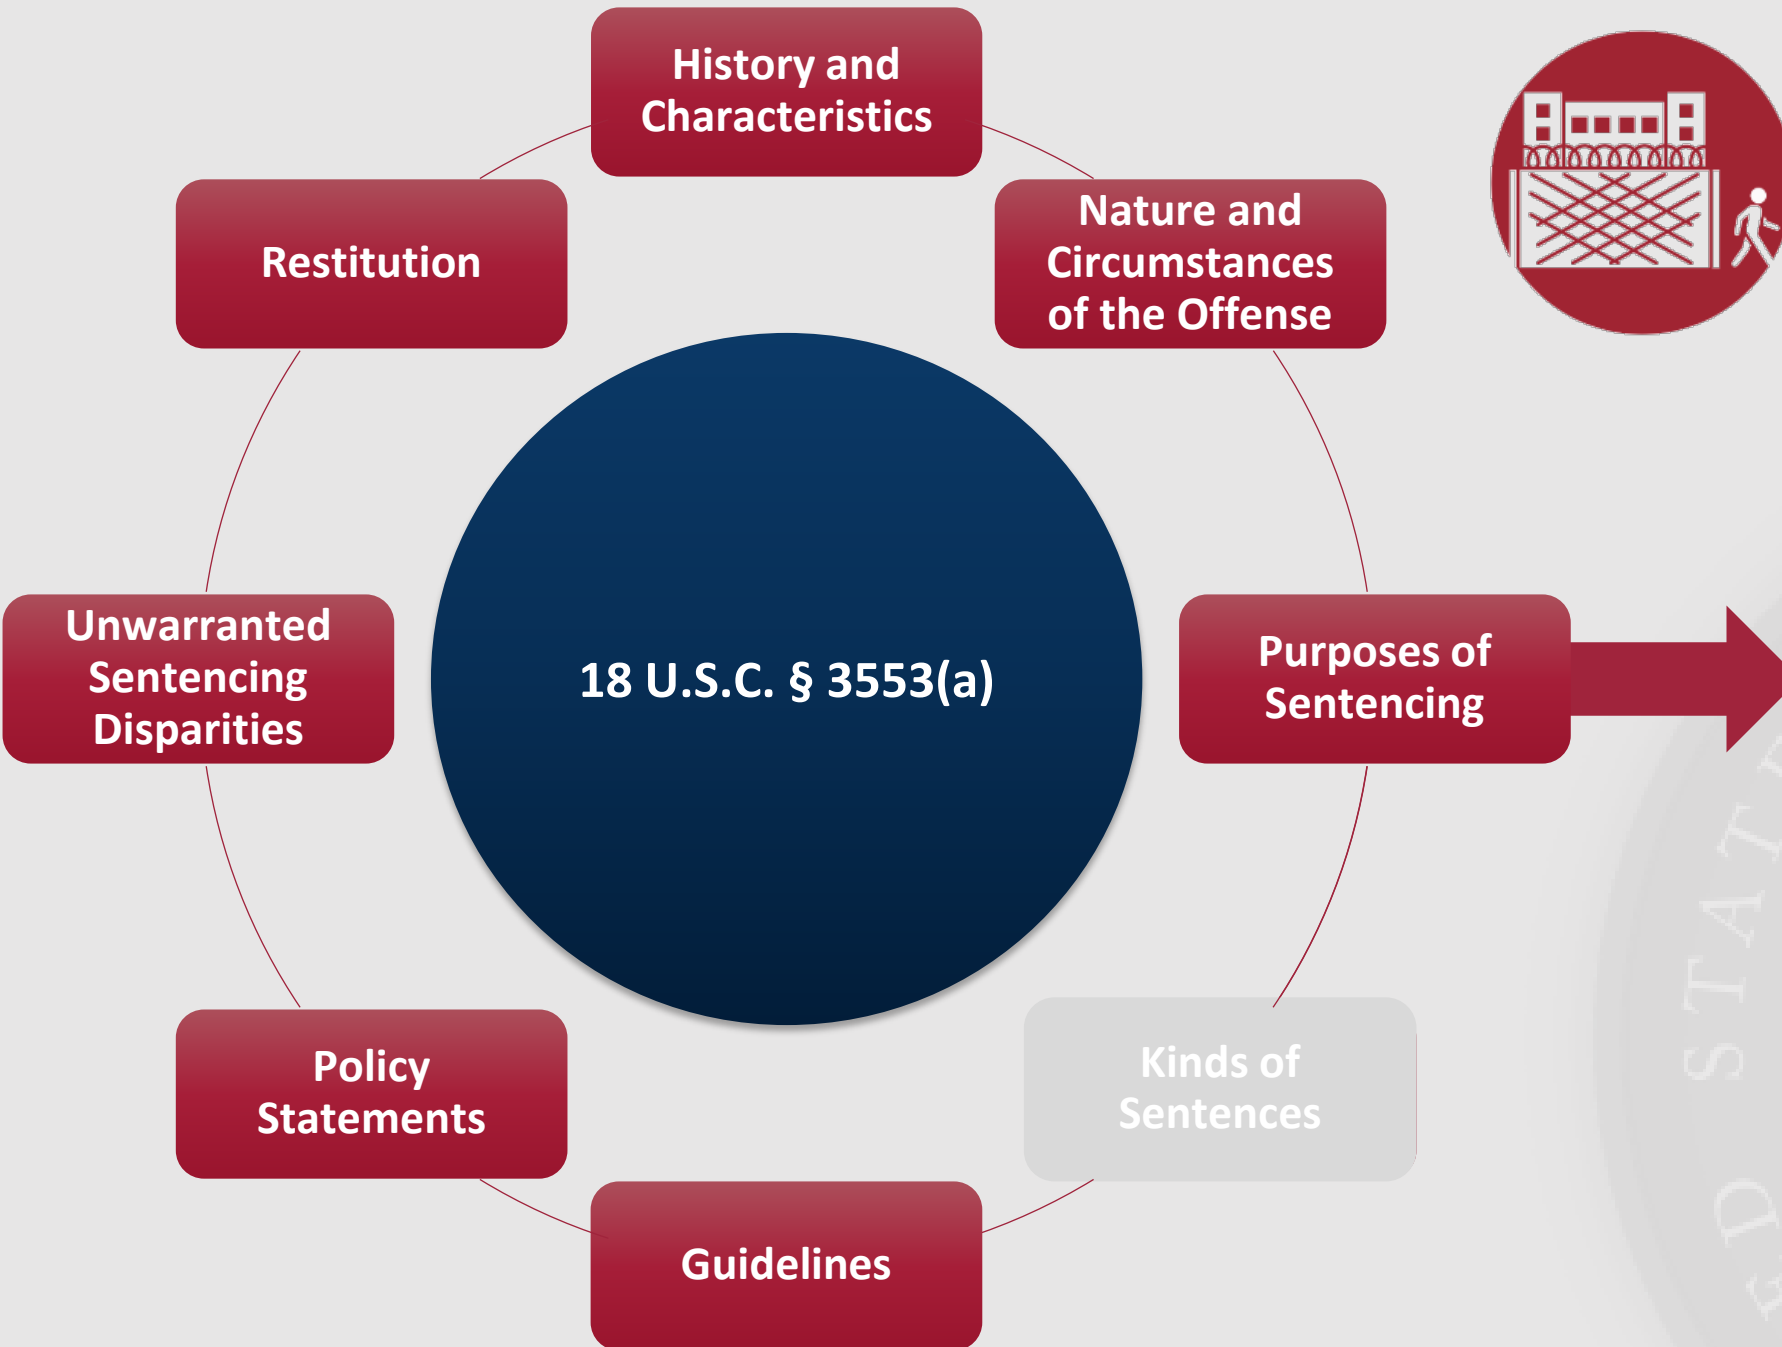 History and
Characteristics
Nature and
Circumstances
of the Offense
Purposes of
Sentencing
Kinds of
Sentences
Guidelines
Policy
Statements
Unwarranted
Sentencing
Disparities
Restitution
18 U.S.C. § 3553(a)
D STAT